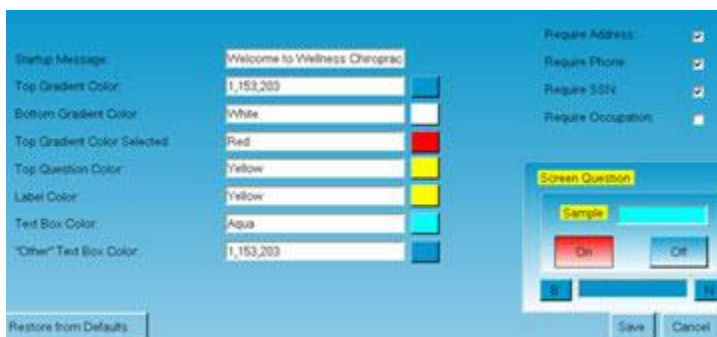 Startup Message: Welcome to Wellness Chiroprac
Top Gradient Color: 1,153,203
Bottom Gradient Color: White
Top Gradient Color Selected: Red
Top Question Color: Yellow
Label Color: Yellow
Text Box Color: Aqua
"Other" Text Box Color: 1,153,203
Require Address:
Require Phone
Require SSN:
Require Occupation:
Screen Question
Sample
On Off
B N
Restore from Defaults
Save Cancel